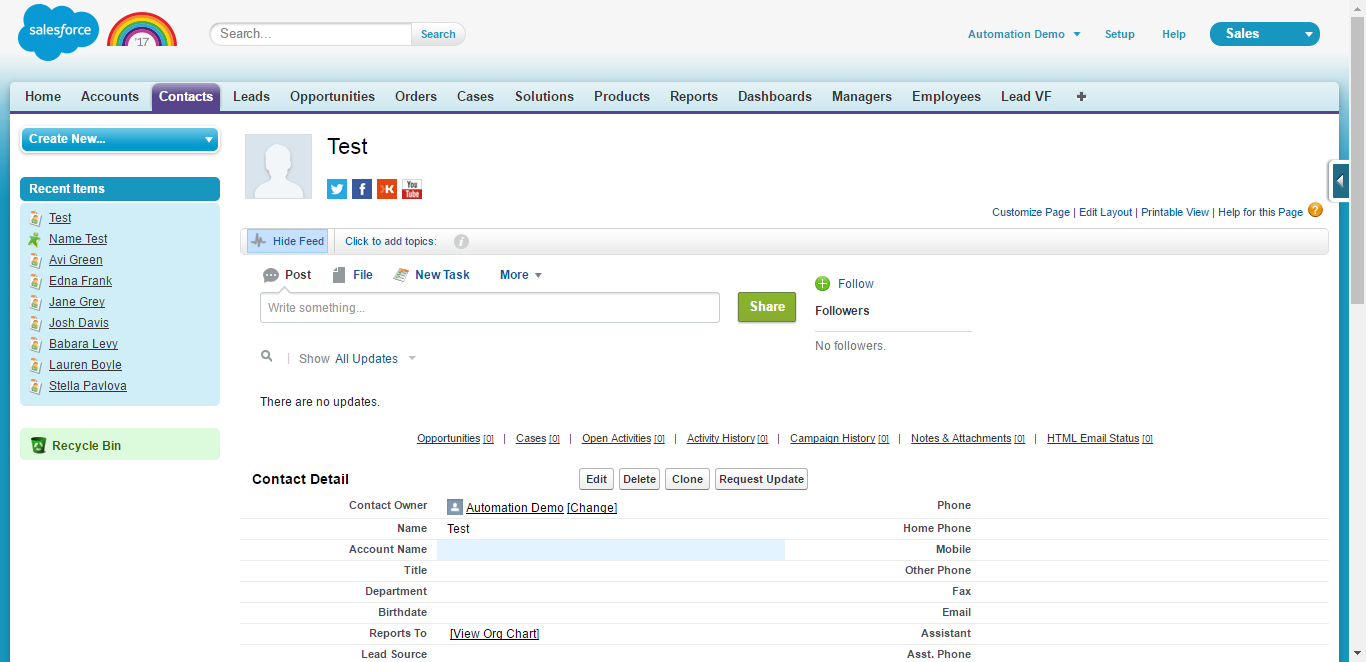 salesforce
'17
Search...
Search
Automation Demo
Setup
Help
Sales
Home Accounts Contacts Leads Opportunities Orders Cases Solutions Products Reports Dashboards Managers Employees Lead VF +
Create New...
Recent Items
Test
Name Test
Avi Green
Edna Frank
Jane Grey
Josh Davis
Babara Levy
Lauren Boyle
Stella Pavlova
Recycle Bin
Test
f K You Tube
Customize Page | Edit Layout | Printable View | Help for this Page ?
Hide Feed Click to add topics: i
Post File New Task More
Write something...
Share
Follow
Followers
No followers.
Show All Updates
There are no updates.
Opportunities [0] | Cases [0] | Open Activities [0] | Activity History [0] | Campaign History [0] | Notes & Attachments [0] | HTML Email Status [0]
Contact Detail Edit Delete Clone Request Update
Contact Owner Automation Demo [Change] Phone
Name Test Home Phone
Account Name Mobile
Title Other Phone
Department Fax
Birthdate Email
Reports To [View Org Chart] Assistant
Lead Source Asst. Phone